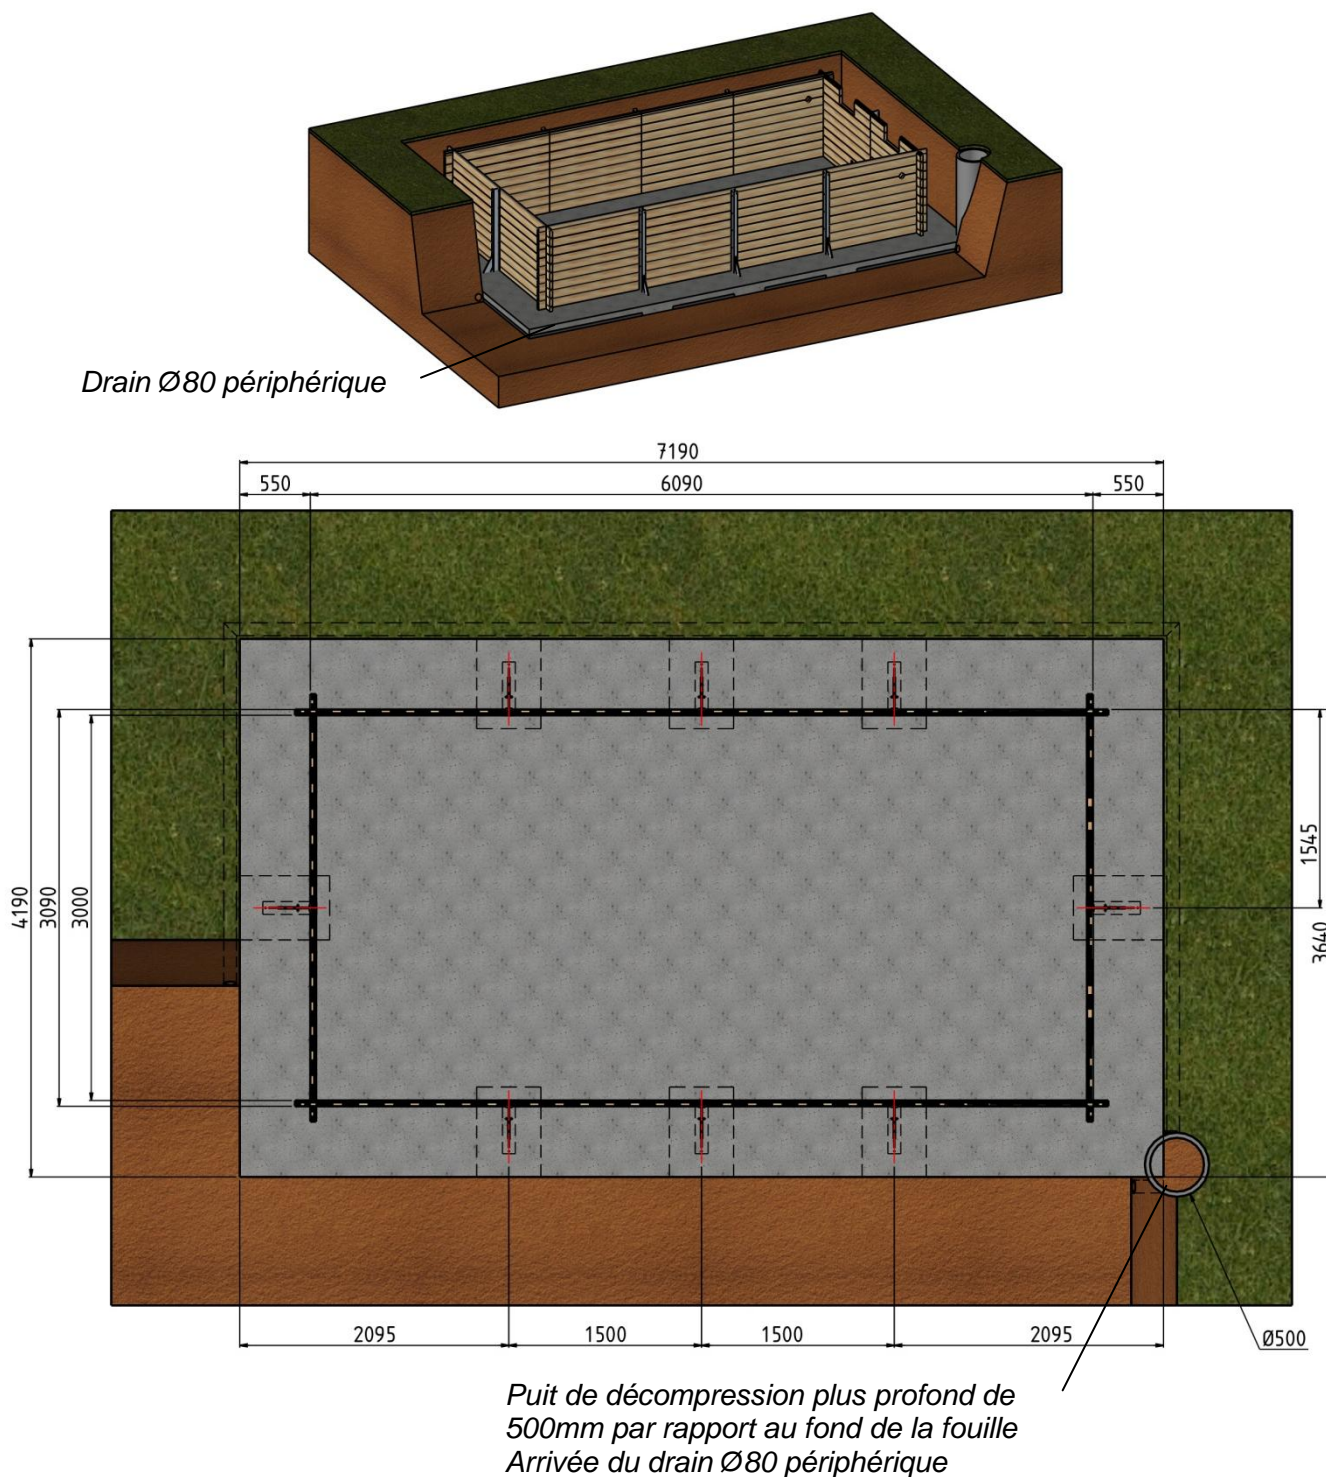 Drain Ø80 périphérique
7190
550
6090
550
4190
3090
3000
1545
3640
2095
1500
1500
2095
Ø500
Puit de décompression plus profond de
500mm par rapport au fond de la fouille
Arrivée du drain Ø80 périphérique